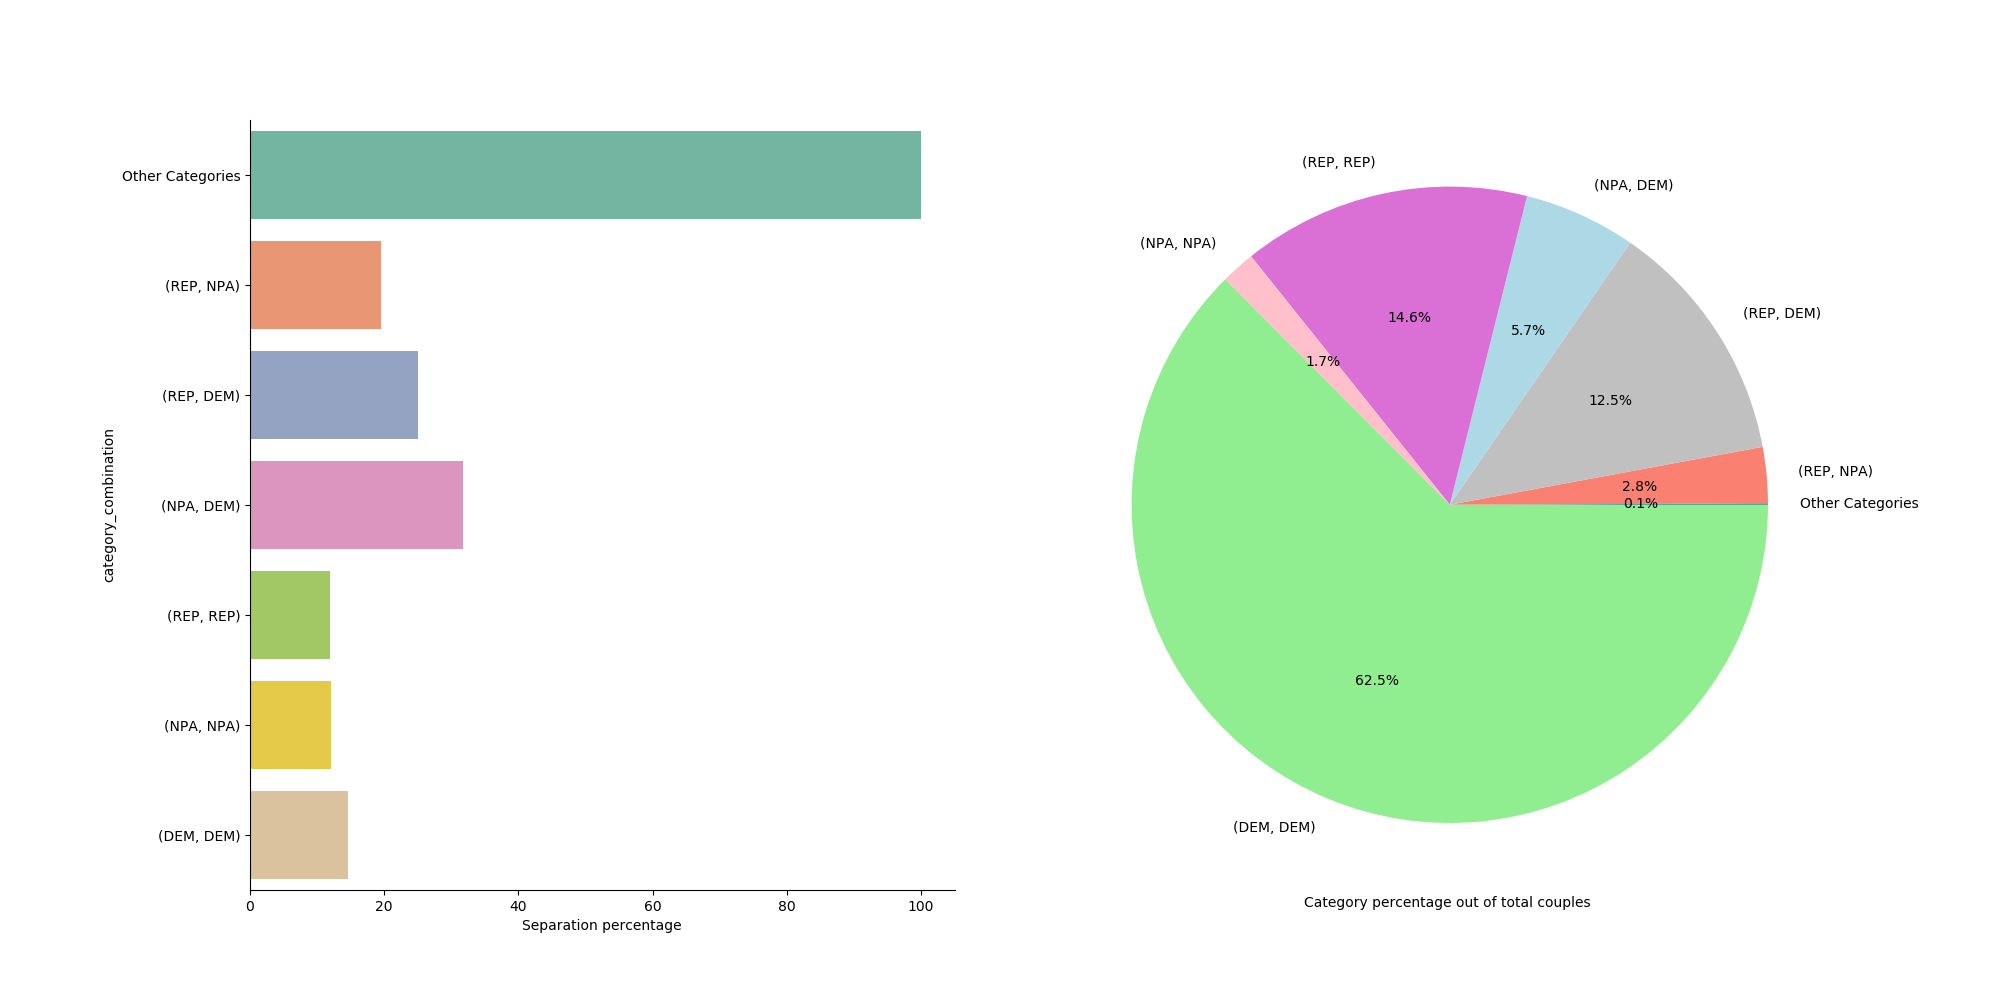 category_combination
Other Categories
(REP, NPA)
(REP, DEM)
(NPA, DEM)
(REP, REP)
(NPA, NPA)
(DEM, DEM)
0 20 40 60 80 100
Separation percentage
(REP, REP)
(NPA, DEM)
(NPA, NPA)
(REP, DEM)
14.6%
5.7%
1.7%
12.5%
(REP, NPA)
2.8%
0.1%
Other Categories
62.5%
(DEM, DEM)
Category percentage out of total couples